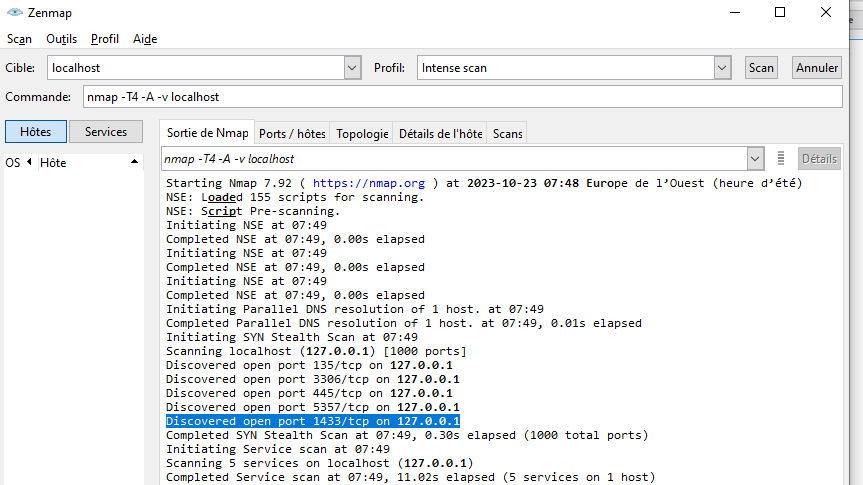 Zenmap
Scan Outils Profil Aide
Cible: localhost Profil: Intense scan Scan Annuler
Commande: nmap -T4 -A -v localhost
Hôtes Services Sortie de Nmap Ports / hôtes Topologie Détails de l'hôte Scans
OS Hôte nmap -T4 -A -v localhost Détails
Starting Nmap 7.92 ( https://nmap.org ) at 2023-10-23 07:48 Europe de l’Ouest (heure d’été)
NSE: Loaded 155 scripts for scanning.
NSE: Script Pre-scanning.
Initiating NSE at 07:49
Completed NSE at 07:49, 0.00s elapsed
Initiating NSE at 07:49
Completed NSE at 07:49, 0.00s elapsed
Initiating NSE at 07:49
Completed NSE at 07:49, 0.00s elapsed
Initiating Parallel DNS resolution of 1 host. at 07:49
Completed Parallel DNS resolution of 1 host. at 07:49, 0.01s elapsed
Initiating SYN Stealth Scan at 07:49
Scanning localhost (127.0.0.1) [1000 ports]
Discovered open port 135/tcp on 127.0.0.1
Discovered open port 3306/tcp on 127.0.0.1
Discovered open port 445/tcp on 127.0.0.1
Discovered open port 5357/tcp on 127.0.0.1
Discovered open port 1433/tcp on 127.0.0.1
Completed SYN Stealth Scan at 07:49, 0.30s elapsed (1000 total ports)
Initiating Service scan at 07:49
Scanning 5 services on localhost (127.0.0.1)
Completed Service scan at 07:49, 11.02s elapsed (5 services on 1 host)